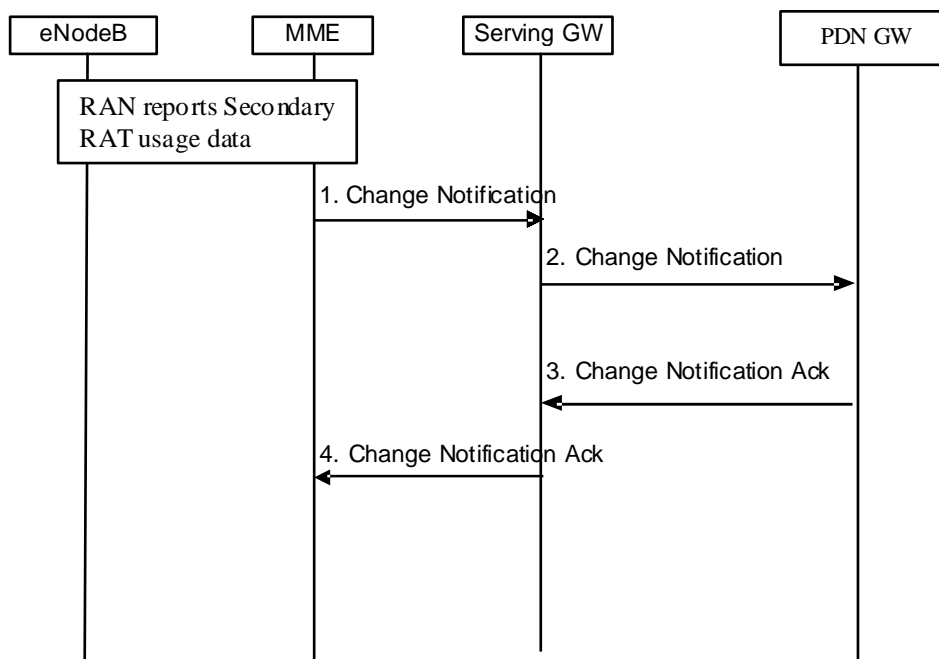 eNodeB
MME
Serving GW
PDN GW
RAN reports Secondary
RAT usage data
1. Change Notification
2. Change Notification
3. Change Notification Ack
4. Change Notification Ack